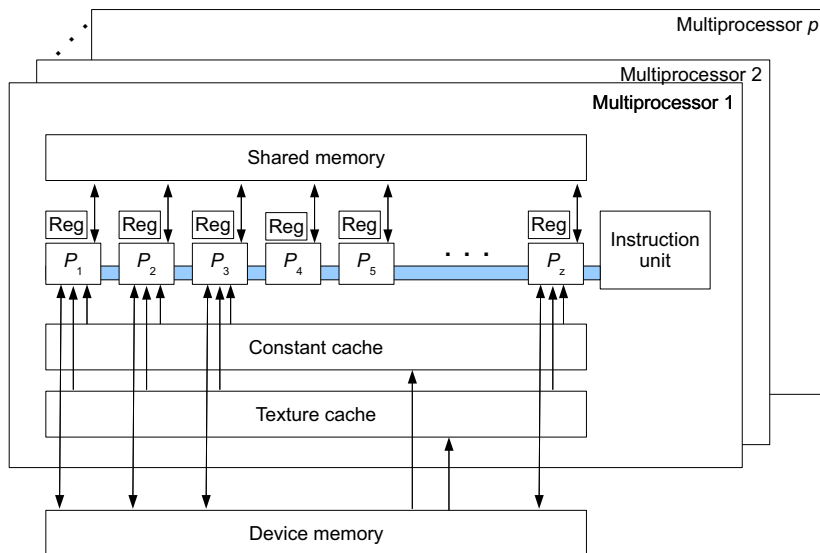 Multiprocessor p
Multiprocessor 2
Multiprocessor 1
Shared memory
Reg Reg Reg Reg Reg Reg
P1 P2 P3 P4 P5 . . . Pz
Instruction
unit
Constant cache
Texture cache
Device memory